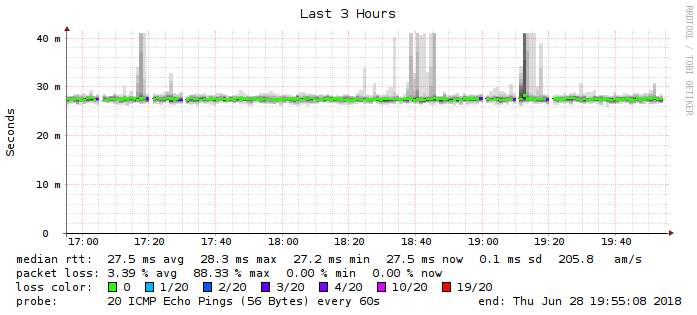 Last 3 Hours
RRDTOOL / TOBI OETIKER
Seconds
40 m
30 m
20 m
10 m
0
17:00 17:20 17:40 18:00 18:20 18:40 19:00 19:20 19:40
median rtt: 27.5 ms avg 28.3 ms max 27.2 ms min 27.5 ms now 0.1 ms sd 205.8 am/s
packet loss: 3.39 % avg 88.33 % max 0.00 % min 0.00 % now
loss color: 0 1/20 2/20 3/20 4/20 10/20 19/20
probe: 20 ICMP Echo Pings (56 Bytes) every 60s end: Thu Jun 28 19:55:08 2018